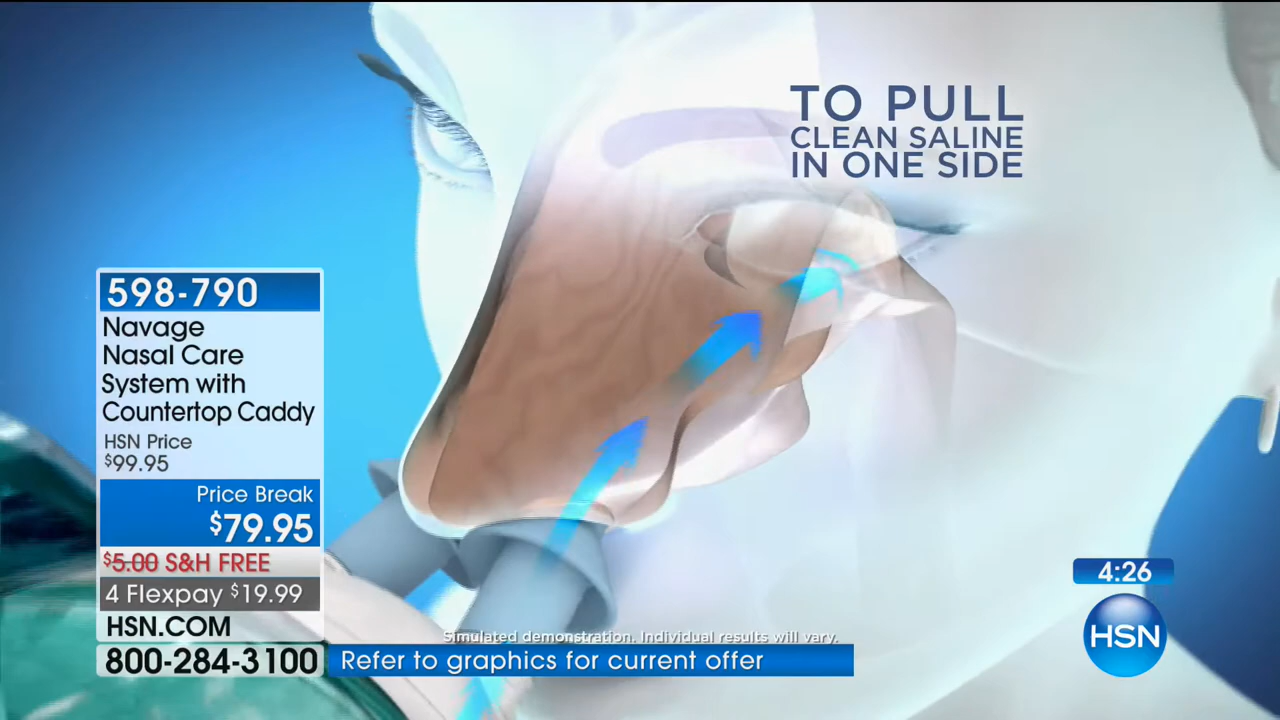 TO PULL
CLEAN SALINE
IN ONE SIDE
598-790
Navage
Nasal Care
System with
Countertop Caddy
HSN Price
$99.95
Price Break
$79.95
$5.00 S&H FREE
4 Flexpay $19.99
HSN.COM
800-284-3100
Simulated demonstration. Individual results will vary.
Refer to graphics for current offer
4:26
HSN